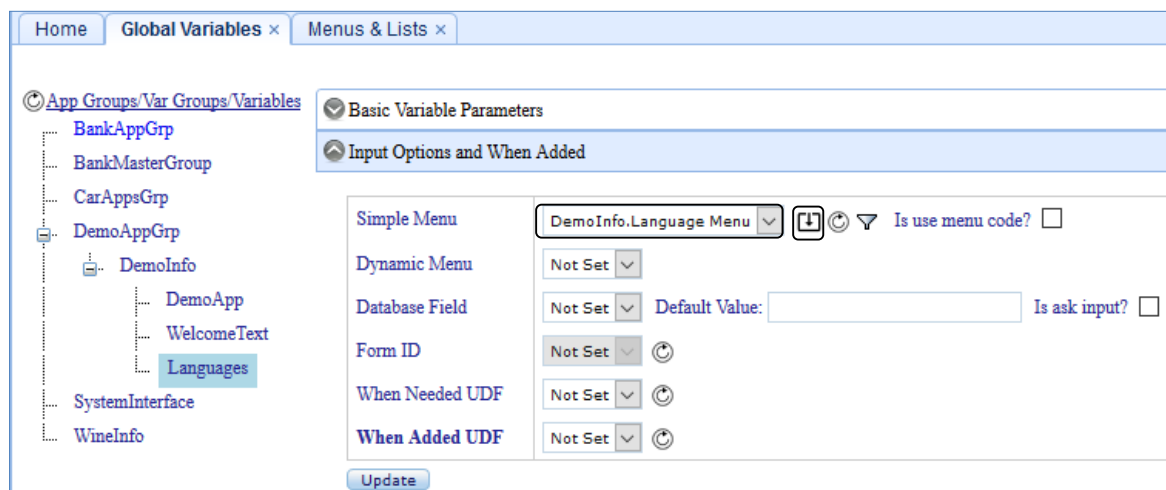 Home
Global Variables ×
Menus & Lists ×
App Groups/Var Groups/Variables
BankAppGrp
BankMasterGroup
CarAppsGrp
DemoAppGrp
DemoInfo
DemoApp
WelcomeText
Languages
SystemInterface
WineInfo
Basic Variable Parameters
Input Options and When Added
Simple Menu DemoInfo.Language Menu Is use menu code?
Dynamic Menu Not Set
Database Field Not Set Default Value: Is ask input?
Form ID Not Set
When Needed UDF Not Set
When Added UDF Not Set
Update